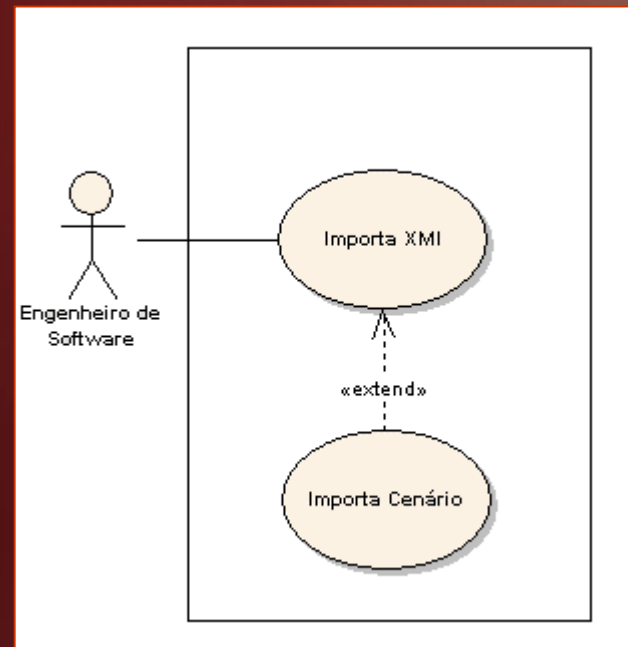 Importa XMI
Engenheiro de
Software
«extend»
Importa Cenário